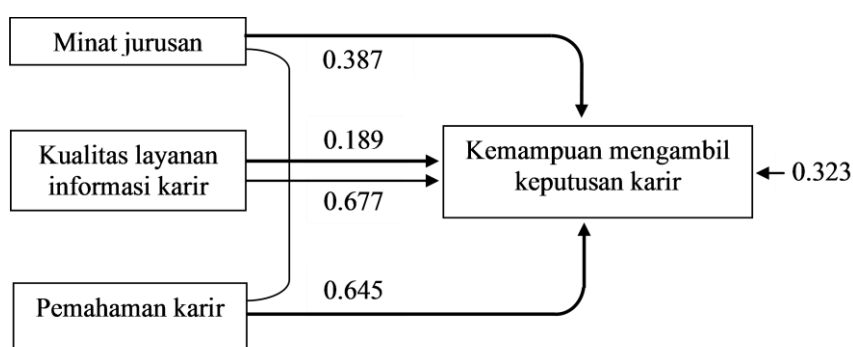 Minat jurusan
0.387
Kualitas layanan
informasi karir
0.189
0.677
Kemampuan mengambil
keputusan karir
0.323
Pemahaman karir
0.645